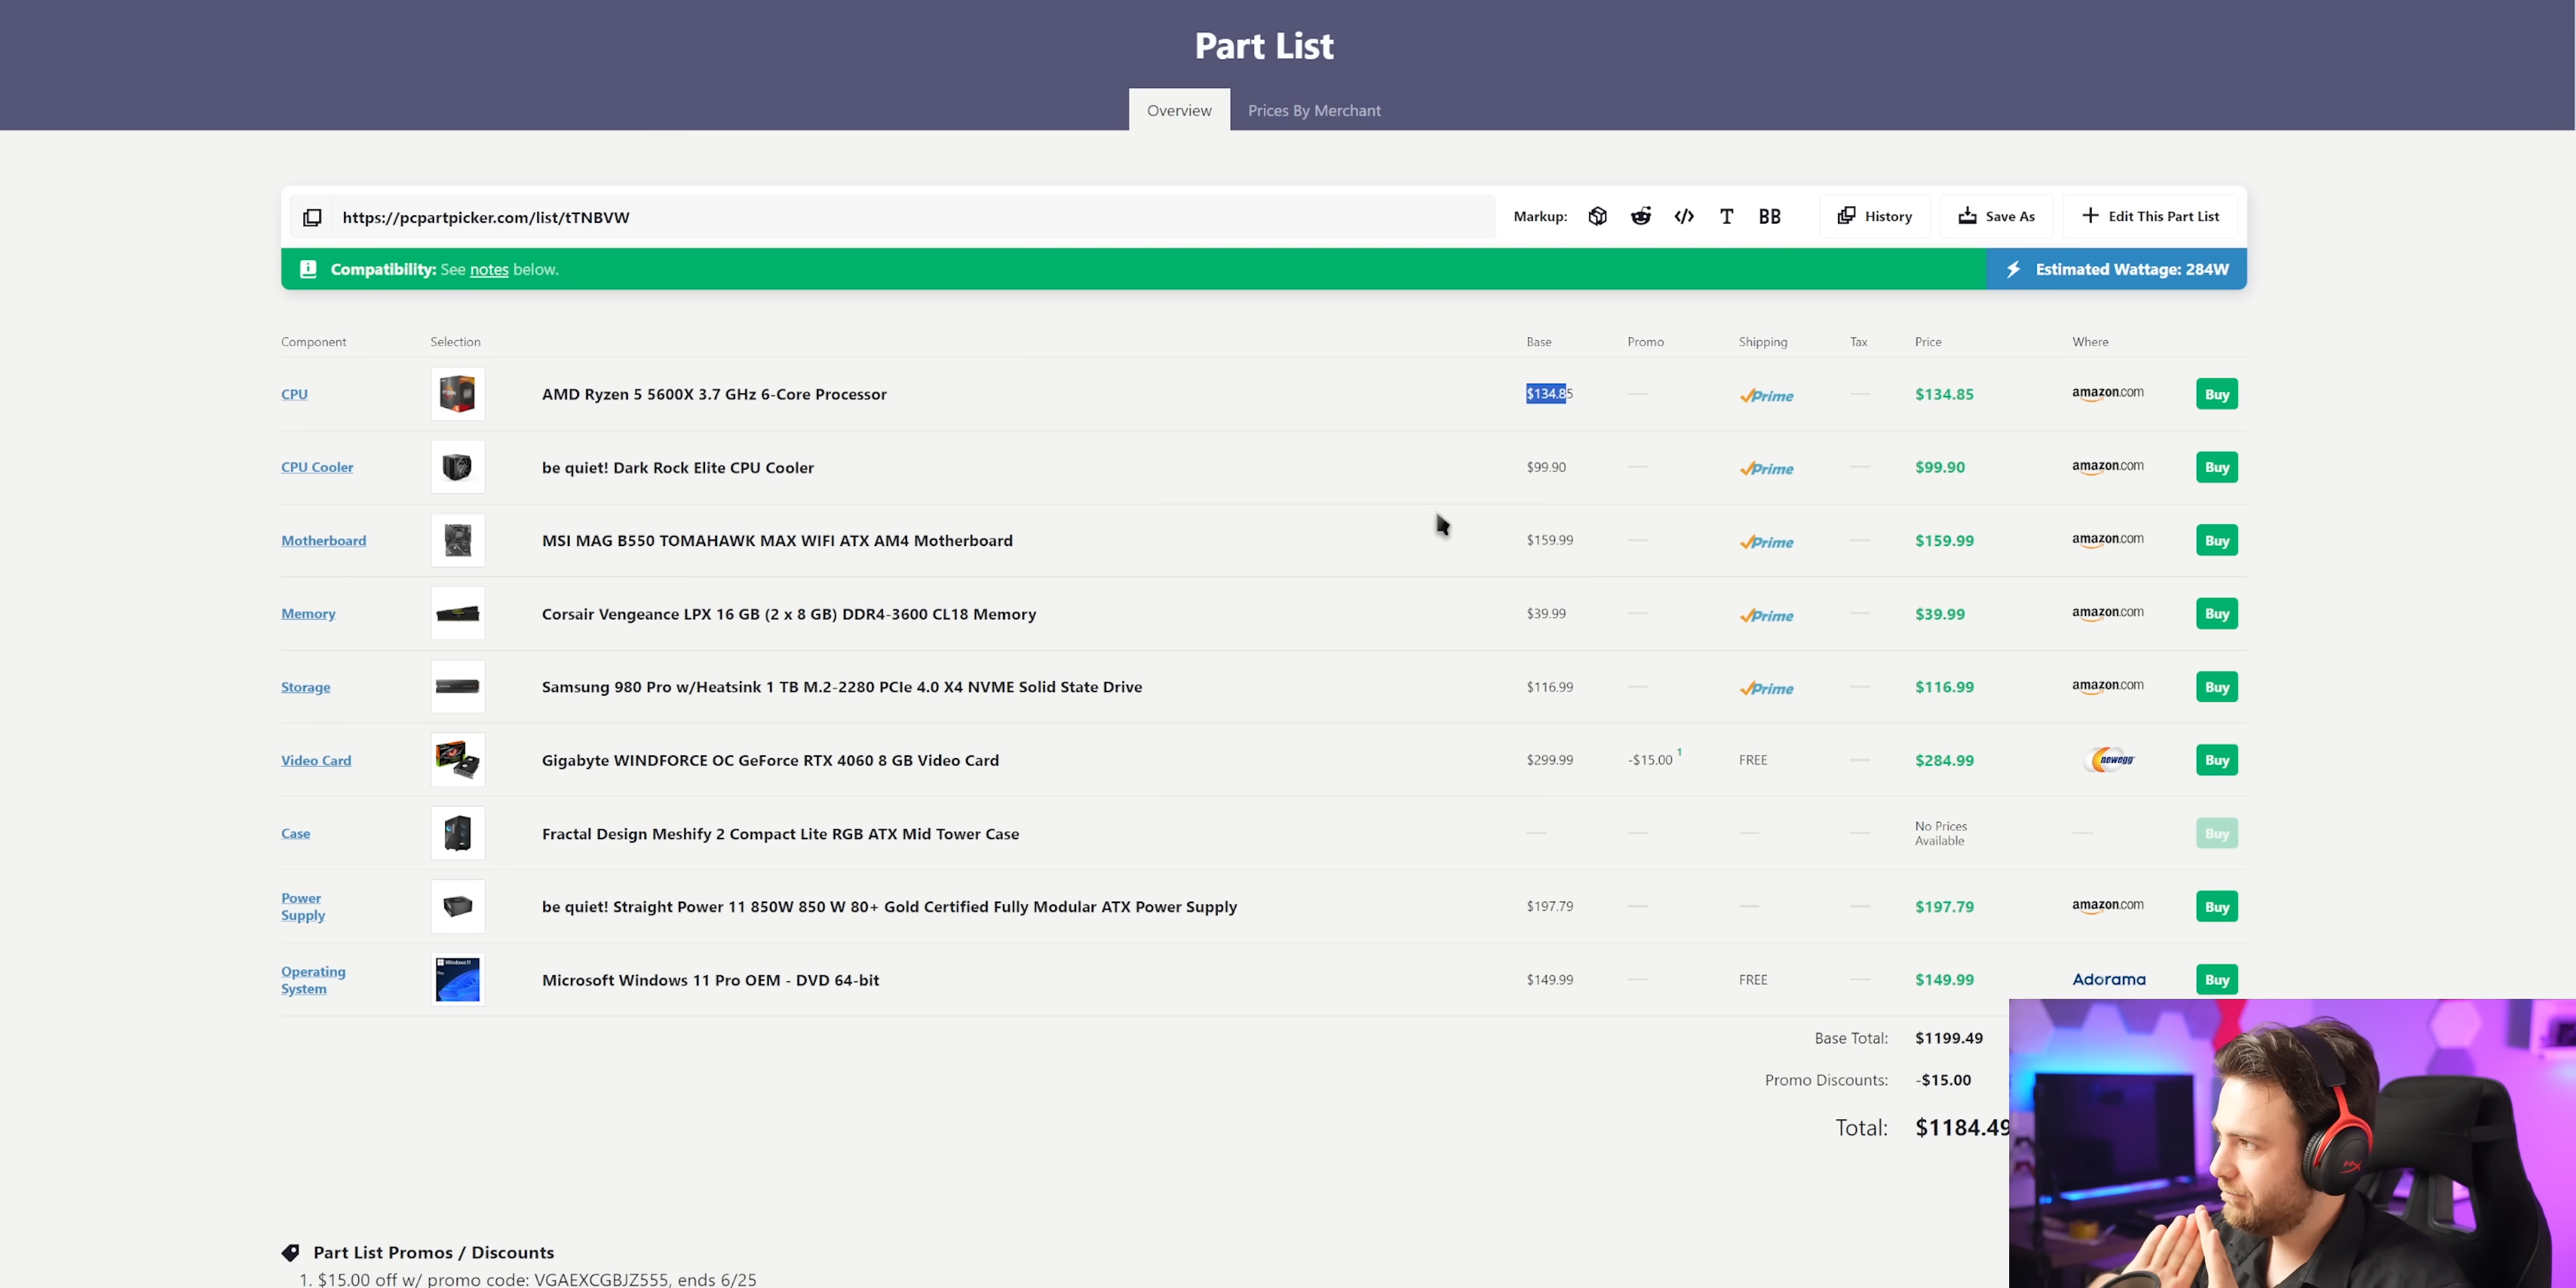 Part List
Overview Prices By Merchant
https://pcpartpicker.com/list/tTNBVW Markup: BB History Save As Edit This Part List
Compatibility: See notes below. Estimated Wattage: 284W
Component Selection Base Promo Shipping Tax Price Where
CPU AMD Ryzen 5 5600X 3.7 GHz 6-Core Processor $134.85 — Prime — $134.85 amazon.com Buy
CPU Cooler be quiet! Dark Rock Elite CPU Cooler $99.90 — Prime — $99.90 amazon.com Buy
Motherboard MSI MAG B550 TOMAHAWK MAX WIFI ATX AM4 Motherboard $159.99 — Prime — $159.99 amazon.com Buy
Memory Corsair Vengeance LPX 16 GB (2 x 8 GB) DDR4-3600 CL18 Memory $39.99 — Prime — $39.99 amazon.com Buy
Storage Samsung 980 Pro w/Heatsink 1 TB M.2-2280 PCIe 4.0 X4 NVME Solid State Drive $116.99 — Prime — $116.99 amazon.com Buy
Video Card Gigabyte WINDFORCE OC GeForce RTX 4060 8 GB Video Card $299.99 -$15.00 1 FREE — $284.99 newegg Buy
Case Fractal Design Meshify 2 Compact Lite RGB ATX Mid Tower Case — — — — No Prices Available — Buy
Power Supply be quiet! Straight Power 11 850W 850 W 80+ Gold Certified Fully Modular ATX Power Supply $197.79 — — — $197.79 amazon.com Buy
Operating System Microsoft Windows 11 Pro OEM - DVD 64-bit $149.99 — FREE — $149.99 Adorama Buy
Base Total: $1199.49
Promo Discounts: -$15.00
Total: $1184.49
Part List Promos / Discounts
1. $15.00 off w/ promo code: VGAEXCGBJZ555, ends 6/25